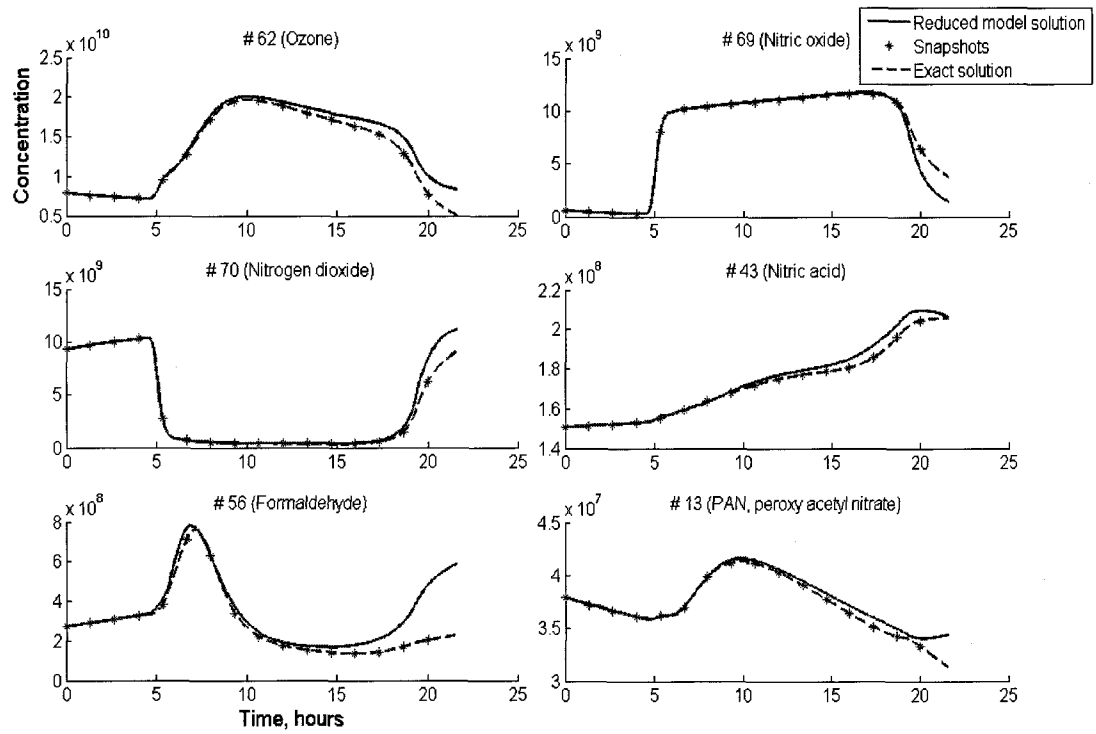 Reduced model solution
Snapshots
Exact solution
# 62 (Ozone)
x 10^10
2.5
2
1.5
1
0.5
0 5 10 15 20 25
Concentration
# 69 (Nitric oxide)
x 10^9
15
10
5
0
0 5 10 15 20 25
# 70 (Nitrogen dioxide)
x 10^9
15
10
5
0
0 5 10 15 20 25
# 43 (Nitric acid)
x 10^8
2.2
2
1.8
1.6
1.4
0 5 10 15 20 25
# 56 (Formaldehyde)
x 10^8
8
6
4
2
0
0 5 10 15 20 25
Time, hours
# 13 (PAN, peroxy acetyl nitrate)
x 10^7
4.5
4
3.5
3
0 5 10 15 20 25